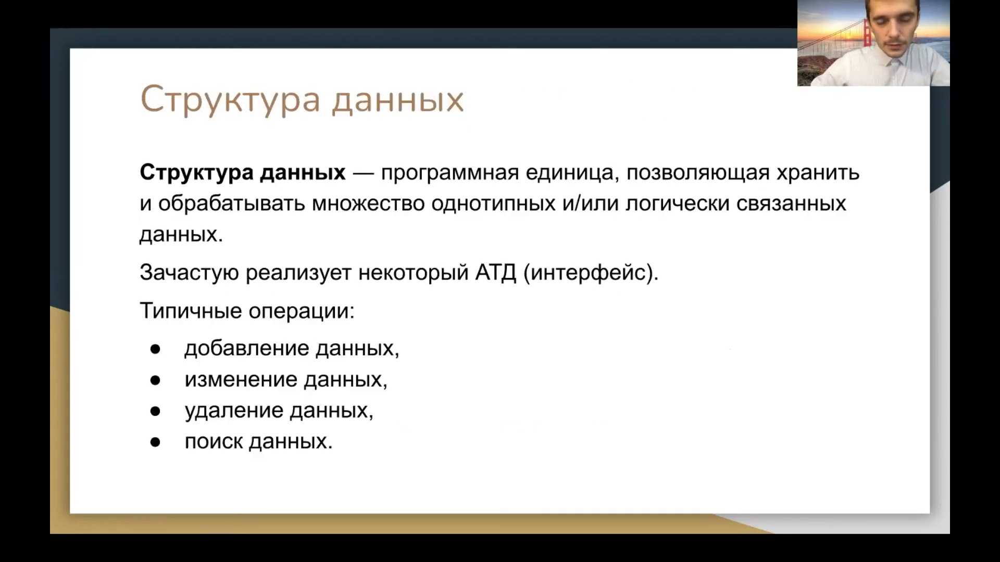 Структура данных
Структура данных — программная единица, позволяющая хранить
и обрабатывать множество однотипных и/или логически связанных
данных.
Зачастую реализует некоторый АТД (интерфейс).
Типичные операции:
● добавление данных,
● изменение данных,
● удаление данных,
● поиск данных.